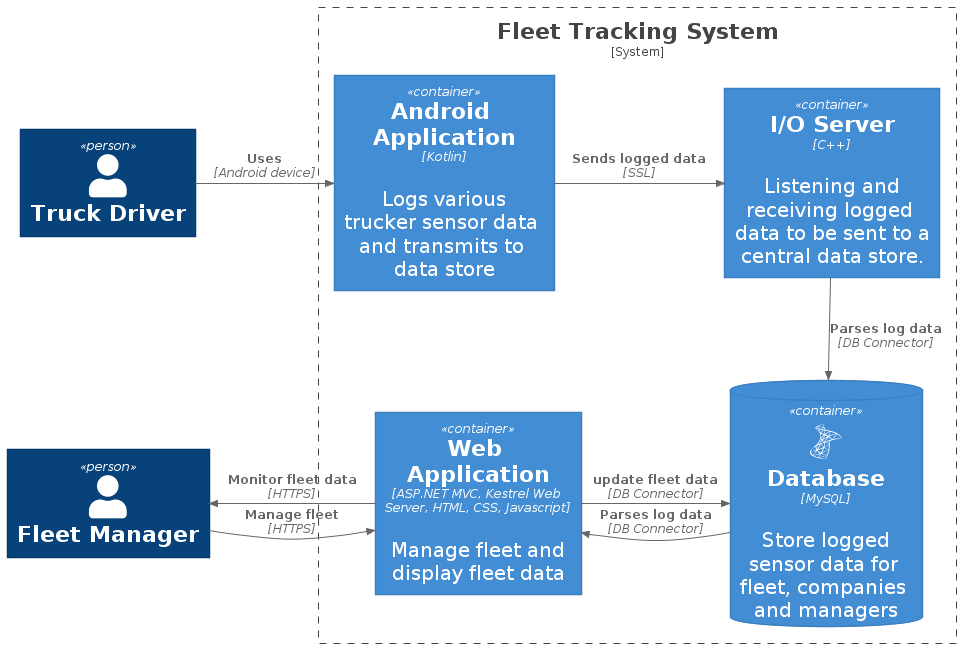 Fleet Tracking System
[System]
«container»
Android
Application
[Kotlin]
Logs various
trucker sensor data
and transmits to
data store
«container»
I/O Server
[C++]
Listening and
receiving logged
data to be sent to a
central data store.
«person»
Truck Driver
Uses
[Android device]
Sends logged data
[SSL]
Parses log data
[DB Connector]
«container»
Web
Application
[ASP.NET MVC, Kestrel Web
Server, HTML, CSS, Javascript]
Manage fleet and
display fleet data
«container»
Database
[MySQL]
Store logged
sensor data for
fleet, companies
and managers
«person»
Fleet Manager
Monitor fleet data
[HTTPS]
Manage fleet
[HTTPS]
update fleet data
[DB Connector]
Parses log data
[DB Connector]